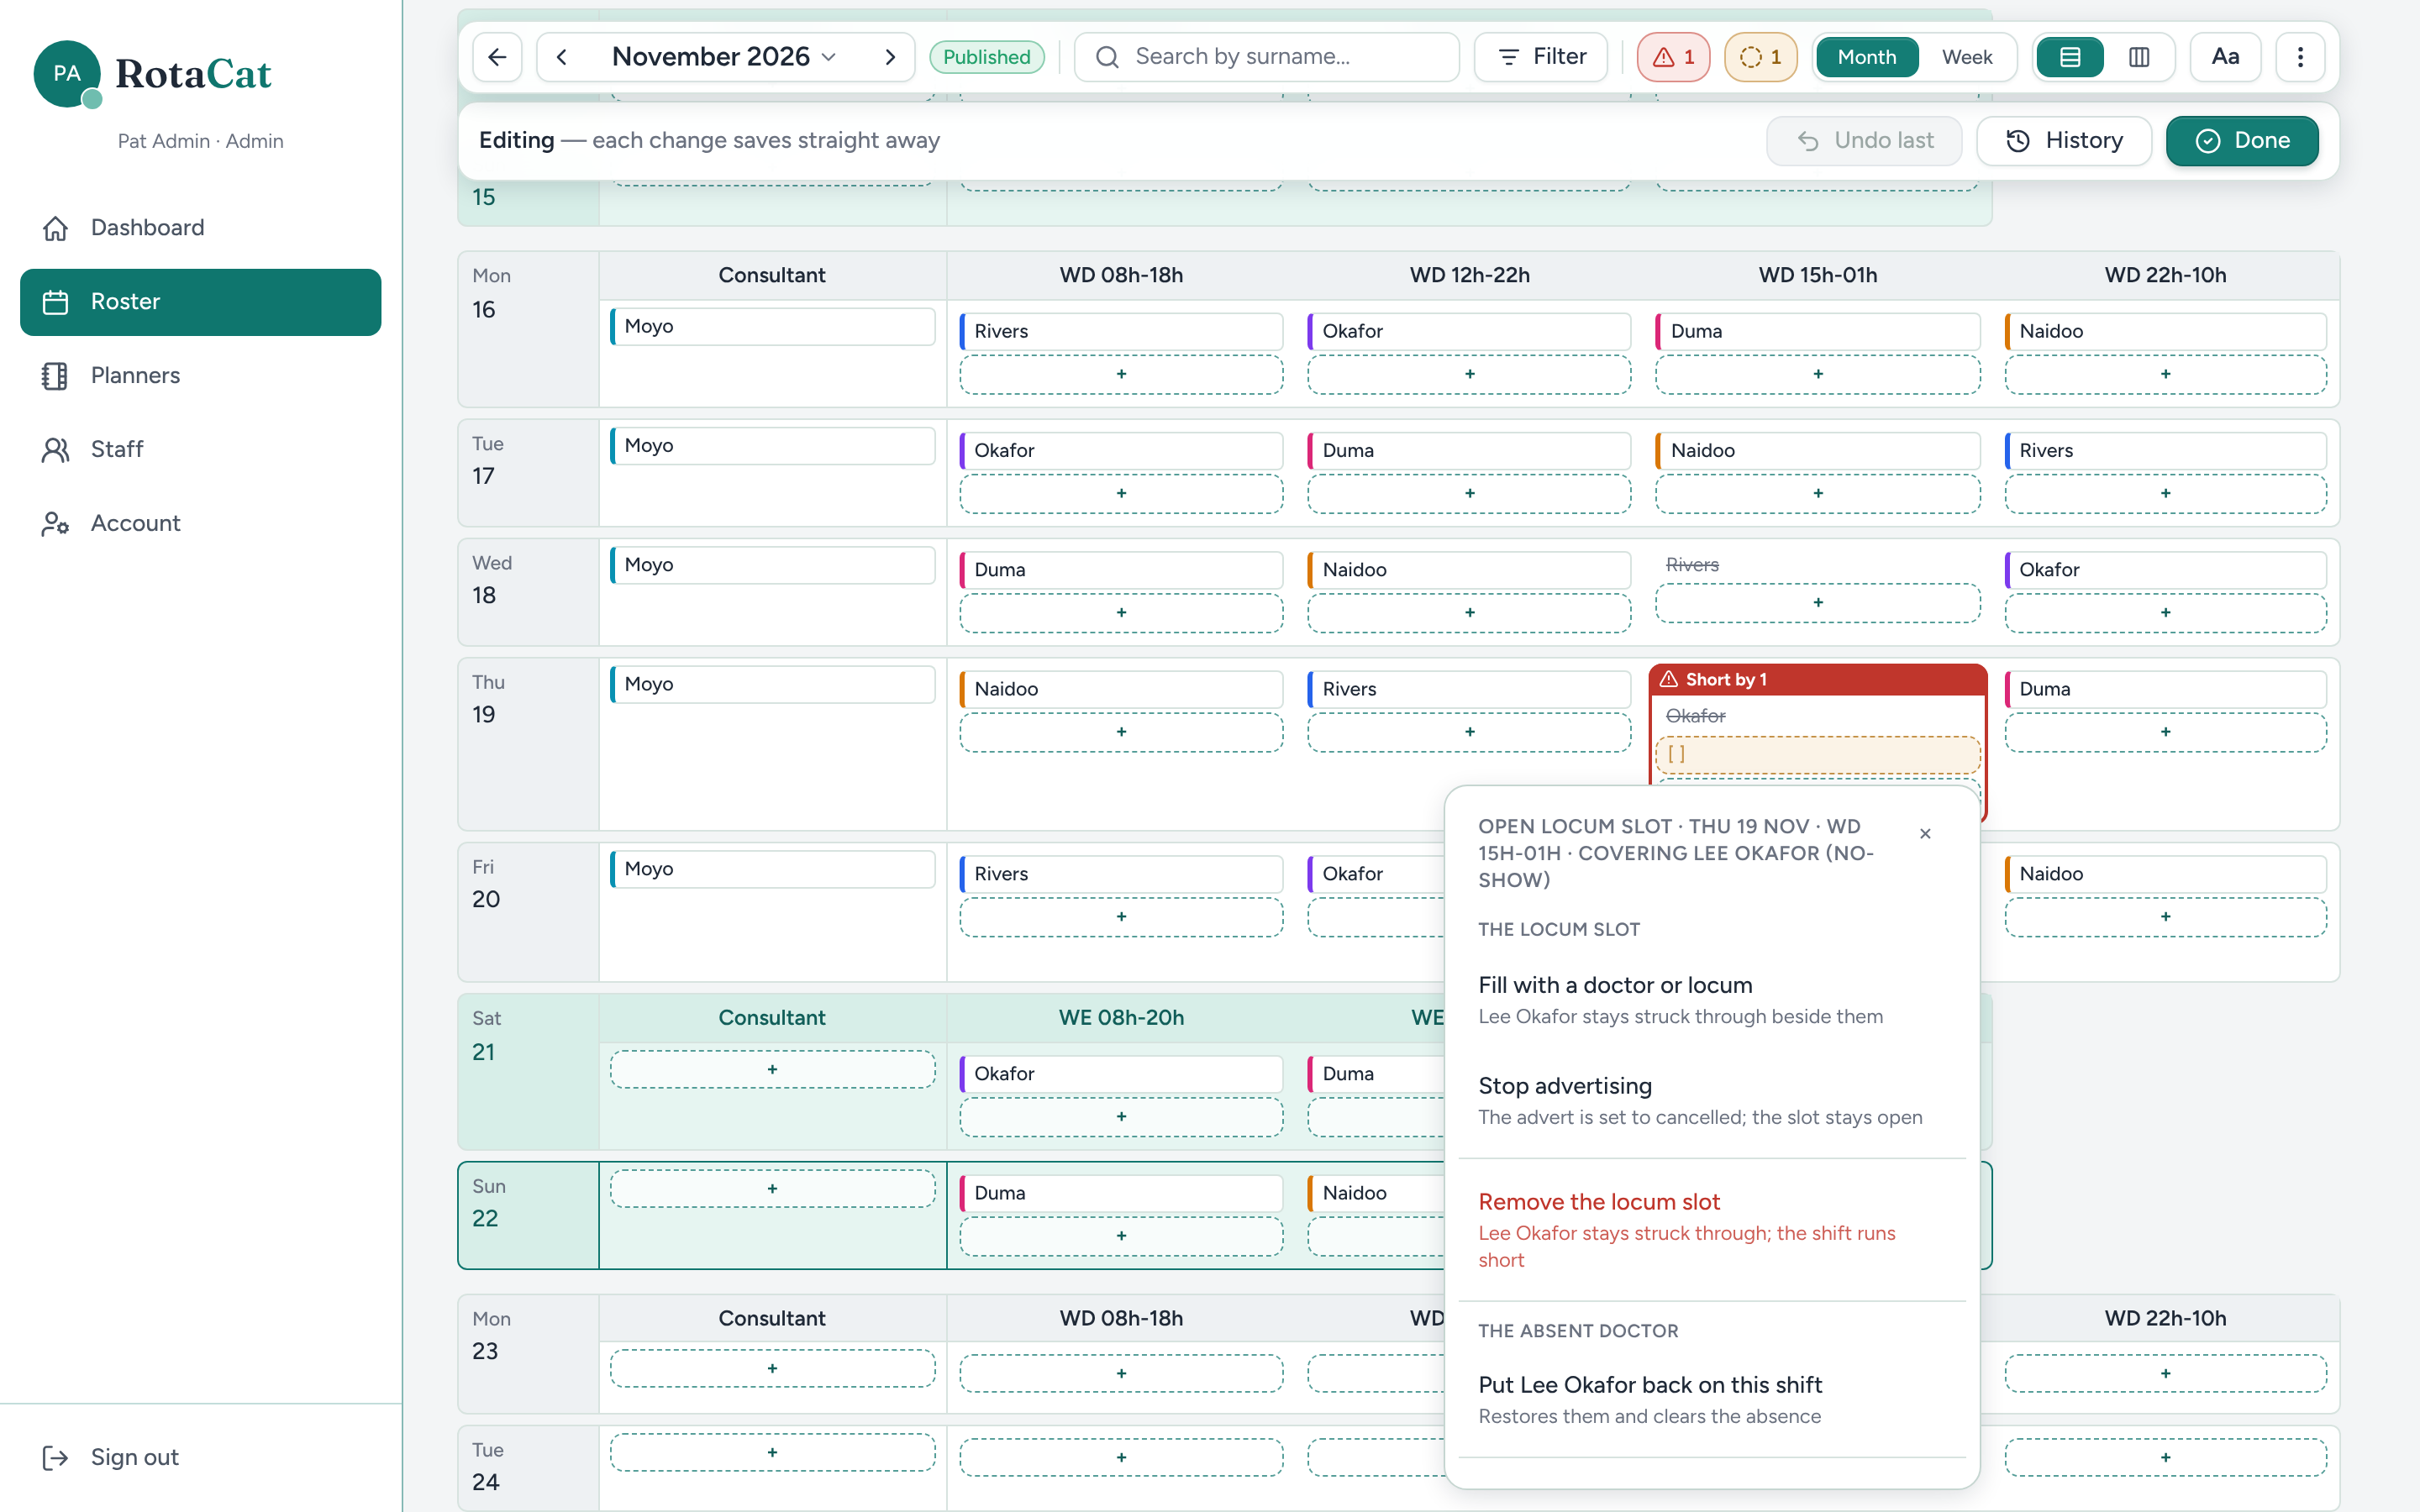 PA
RotaCat
Pat Admin · Admin
Dashboard
Roster
Planners
Staff
Account
Sign out
November 2026
Published
Search by surname...
Filter
1
1
Month
Week
Aa
Editing — each change saves straight away
Undo last
History
Done
15
Mon
16
Consultant
WD 08h-18h
WD 12h-22h
WD 15h-01h
WD 22h-10h
Moyo
Rivers
Okafor
Duma
Naidoo
+
+
+
+
Tue
17
Moyo
Okafor
Duma
Naidoo
Rivers
+
+
+
+
Wed
18
Moyo
Duma
Naidoo
Rivers
Okafor
+
+
+
+
Thu
19
Moyo
Naidoo
Rivers
Short by 1
Okafor
[ ]
Duma
+
+
+
Fri
20
Moyo
Rivers
Okafor
Naidoo
+
+
Sat
21
Consultant
WE 08h-20h
WE
+
Okafor
Duma
+
Sun
22
+
Duma
Naidoo
+
Mon
23
Consultant
WD 08h-18h
WD
WD 22h-10h
+
+
+
Tue
24
+
+
+
OPEN LOCUM SLOT · THU 19 NOV · WD
15H-01H · COVERING LEE OKAFOR (NO-
SHOW)
×
THE LOCUM SLOT
Fill with a doctor or locum
Lee Okafor stays struck through beside them
Stop advertising
The advert is set to cancelled; the slot stays open
Remove the locum slot
Lee Okafor stays struck through; the shift runs
short
THE ABSENT DOCTOR
Put Lee Okafor back on this shift
Restores them and clears the absence